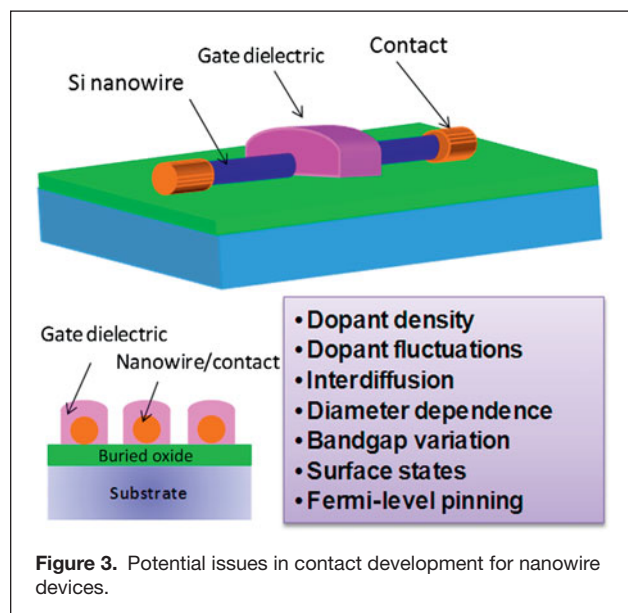 Gate dielectric
Contact
Si nanowire
Gate dielectric
Nanowire/contact
Buried oxide
Substrate
• Dopant density
• Dopant fluctuations
• Interdiffusion
• Diameter dependence
• Bandgap variation
• Surface states
• Fermi-level pinning
Figure 3. Potential issues in contact development for nanowire
devices.